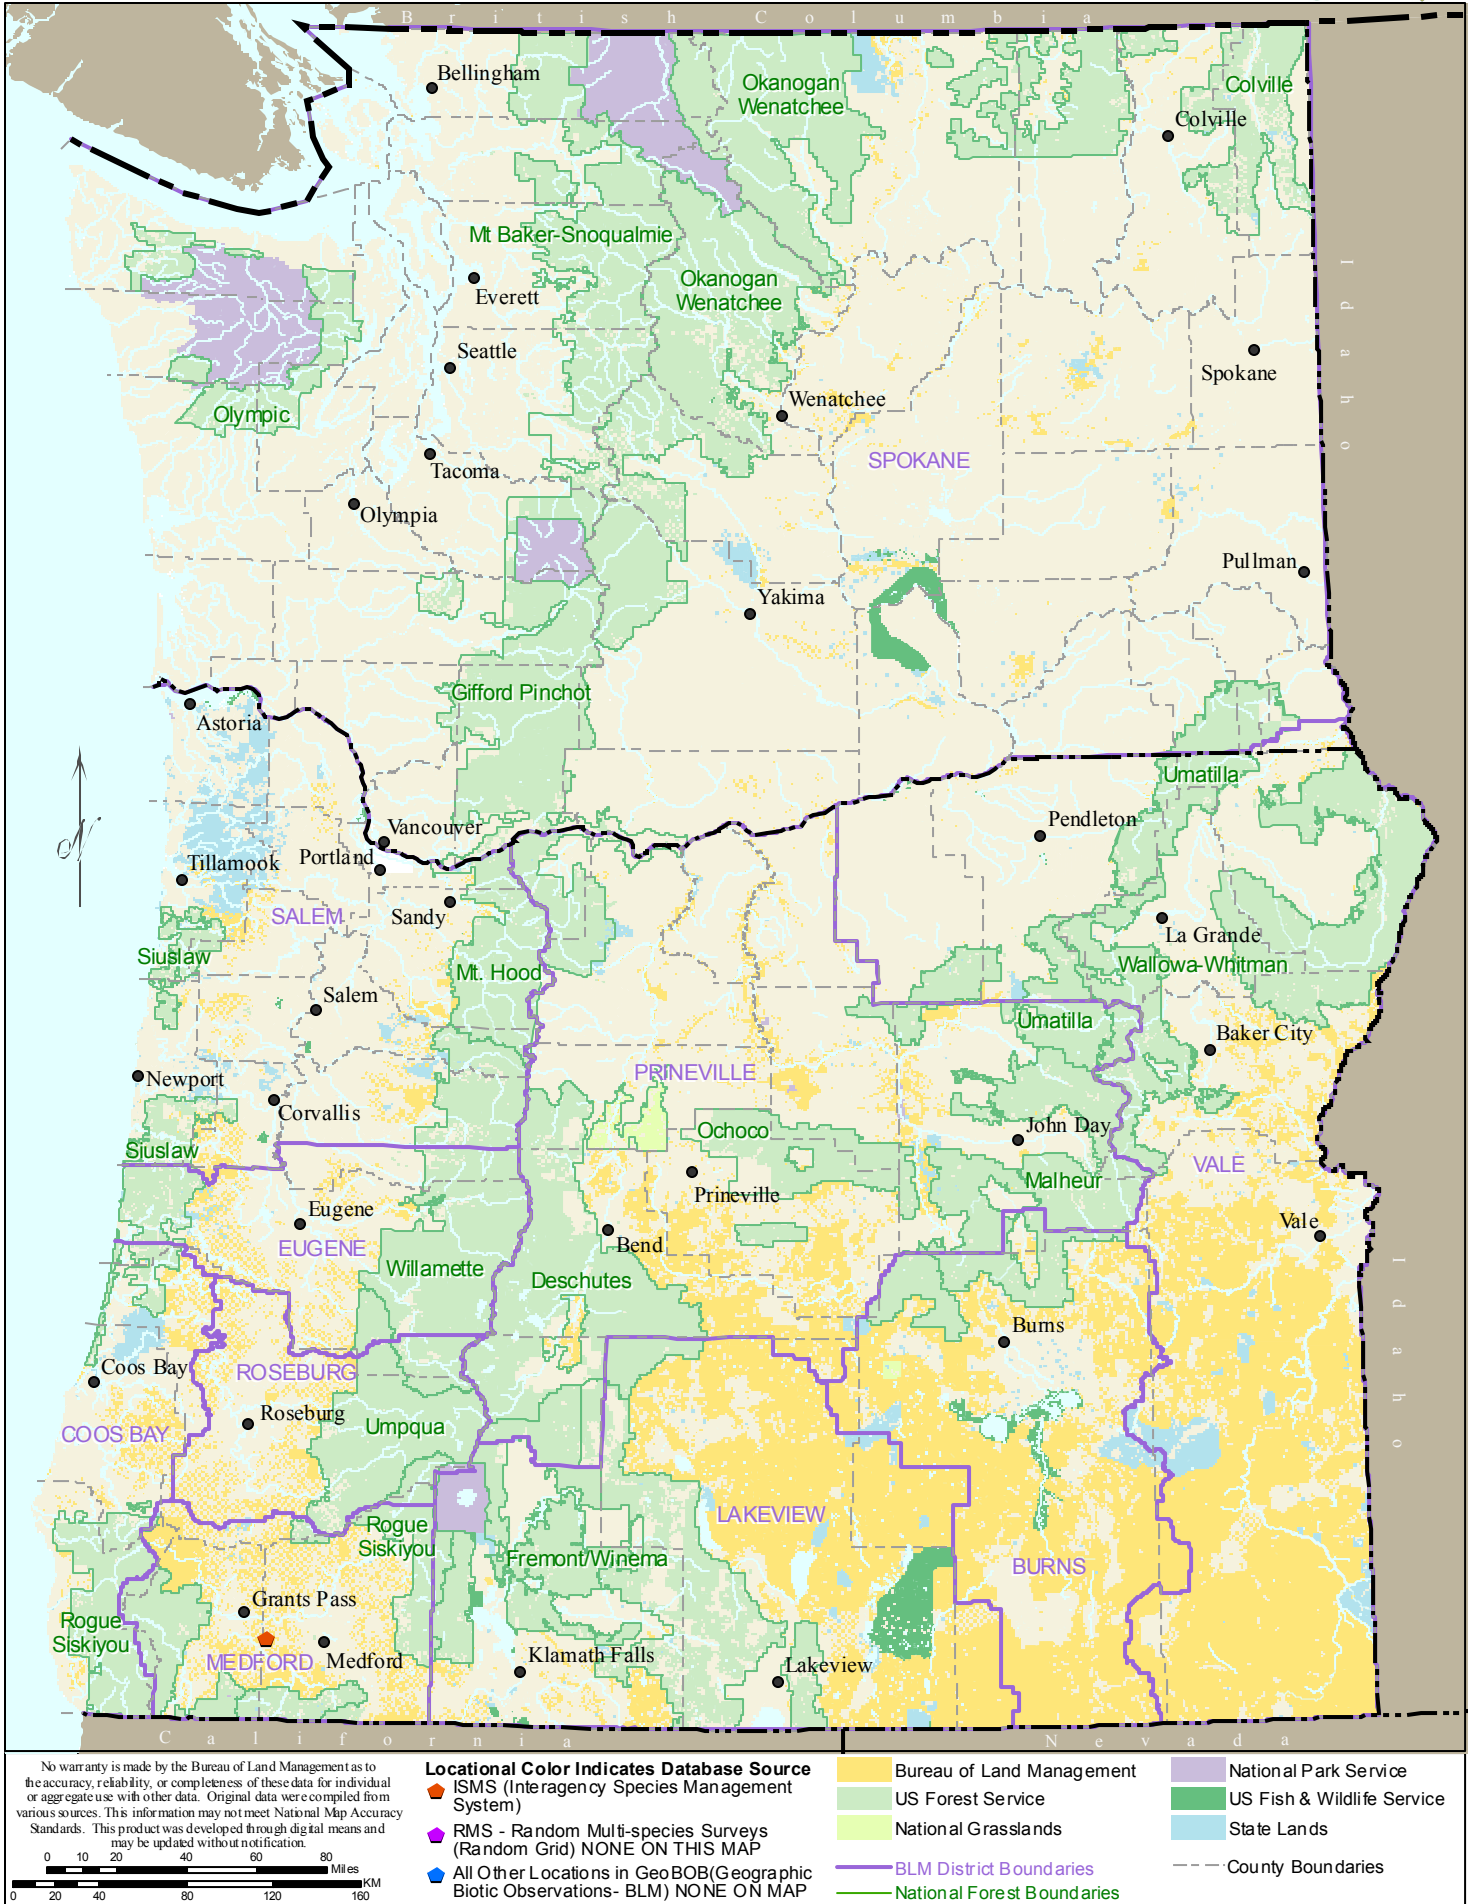 British Columbia
Bellingham
Okanogan
Wenatchee
Colville
Colville
Mt Baker-Snoqualmie
Okanogan
Wenatchee
Everett
Idaho
Seattle
Spokane
Wenatchee
Olympic
SPOKANE
Tacoma
Olympia
Pullman
Yakima
Gifford Pinchot
Astoria
Umatilla
Vancouver
Pendleton
Portland
Tillamook
N
Sandy
SALEM
La Grande
Siuslaw
Mt. Hood
Wallowa-Whitman
Salem
Umatilla
Baker City
Newport
PRINEVILLE
Corvallis
John Day
Ochoco
Siuslaw
VALE
Malheur
Prineville
Eugene
Vale
Bend
EUGENE
Willamette
Deschutes
Idaho
Burns
Coos Bay
ROSEBURG
Roseburg
Umpqua
COOS BAY
LAKEVIEW
Rogue
Siskiyou
Fremont/Winema
BURNS
Grants Pass
Rogue
Siskiyou
MEDFORD
Medford
Klamath Falls
Lakeview
California
Nevada
No warranty is made by the Bureau of Land Management as to
the accuracy, reliability, or completeness of these data for individual
or aggregate use with other data. Original data were compiled from
various sources. This information may not meet National Map Accuracy
Standards. This product was developed through digital means and
may be updated without notification.
0 10 20 40 60 80
Miles
KM
0 20 40 80 120 160
Locational Color Indicates Database Source
ISMS (Interagency Species Management
System)
RMS - Random Multi-species Surveys
(Random Grid) NONE ON THIS MAP
All Other Locations in GeoBOB(Geographic
Biotic Observations- BLM) NONE ON MAP
Bureau of Land Management
US Forest Service
National Grasslands
BLM District Boundaries
National Forest Boundaries
National Park Service
US Fish & Wildlife Service
State Lands
County Boundaries